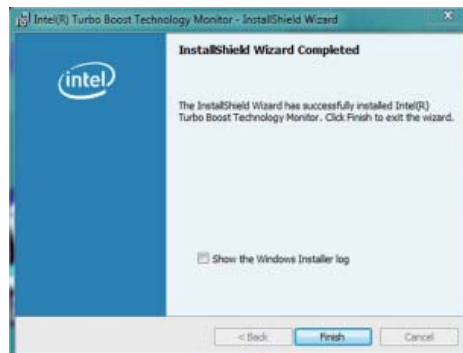 Intel(R) Turbo Boost Technology Monitor - InstallShield Wizard
InstallShield Wizard Completed
intel
The InstallShield Wizard has successfully installed Intel(R)
Turbo Boost Technology Monitor. Click Finish to exit the wizard.
Show the Windows Installer log
< Back
Finish
Cancel